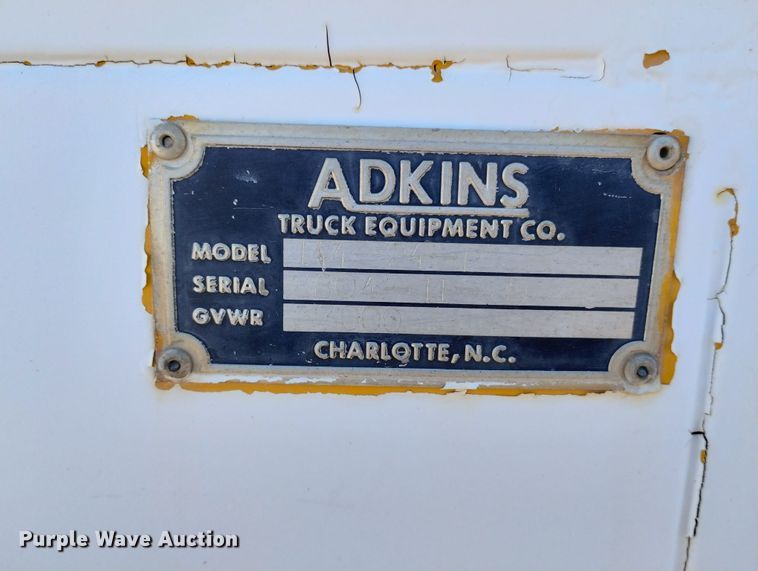 ADKINS
TRUCK EQUIPMENT CO.
MODEL
SERIAL
GVWR
CHARLOTTE, N.C.
Purple Wave Auction